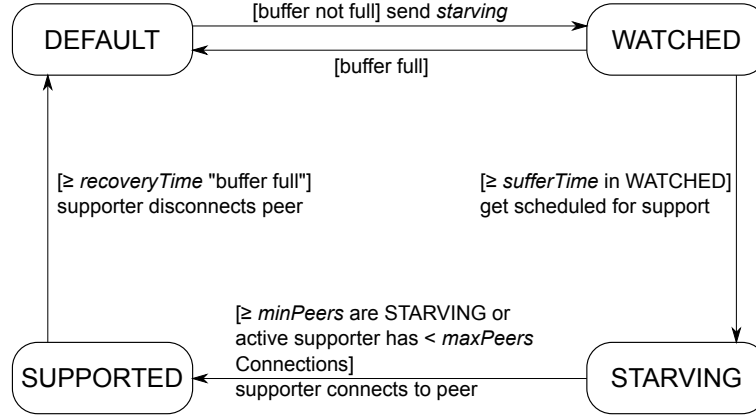 [buffer not full] send starving
DEFAULT
WATCHED
[buffer full]
[≥ recoveryTime "buffer full"]
supporter disconnects peer
[≥ sufferTime in WATCHED]
get scheduled for support
[≥ minPeers are STARVING or
active supporter has < maxPeers
Connections]
supporter connects to peer
SUPPORTED
STARVING